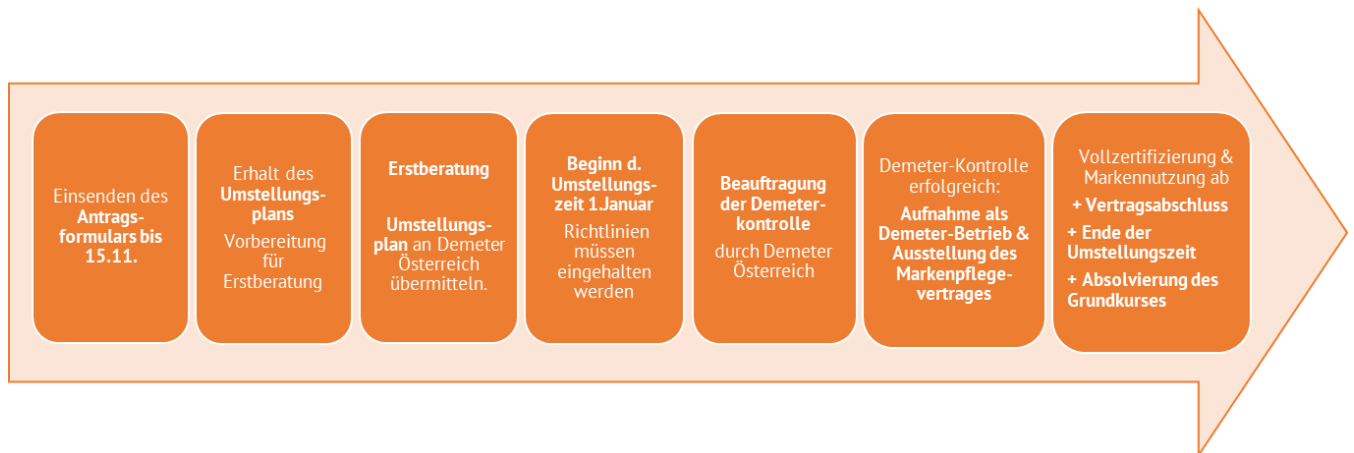 Einsenden des
Antrags-
formulars bis
15.11.
Erhalt des
Umstellungs-
plans
Vorbereitung
für
Erstberatung
Erstberatung
Umstellungs-
plan an Demeter
Österreich
übermitteln.
Beginn d.
Umstellungs-
zeit 1.Januar
Richtlinien
müssen
eingehalten
werden
Beauftragung
der Demeter-
kontrolle
durch Demeter
Österreich
Demeter-Kontrolle
erfolgreich:
Aufnahme als
Demeter-Betrieb &
Ausstellung des
Markenpflege-
vertrages
Vollzertifizierung &
Markennutzung ab
+ Vertragsabschluss
+ Ende der
Umstellungszeit
+ Absolvierung des
Grundkurses